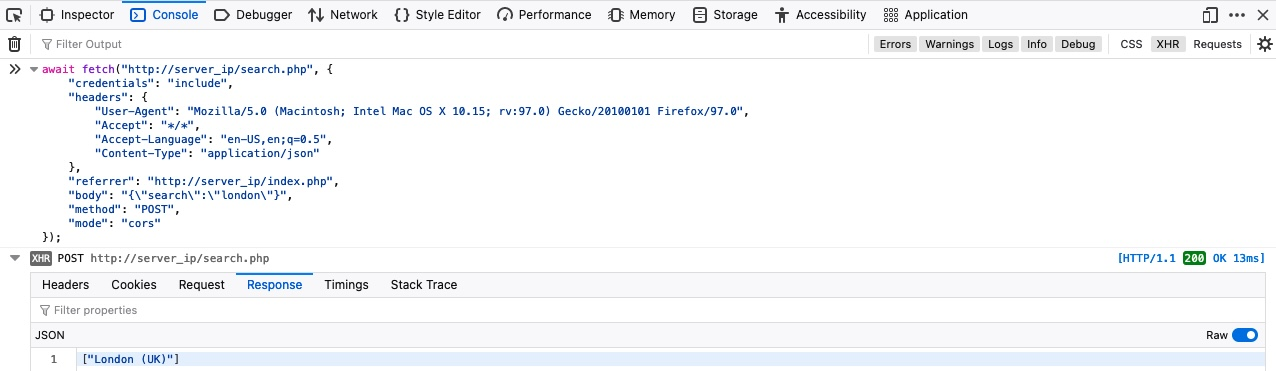 Inspector Console Debugger Network Style Editor Performance Memory Storage Accessibility Application
Filter Output Errors Warnings Logs Info Debug CSS XHR Requests
await fetch("http://server_ip/search.php", {
"credentials": "include",
"headers": {
"User-Agent": "Mozilla/5.0 (Macintosh; Intel Mac OS X 10.15; rv:97.0) Gecko/20100101 Firefox/97.0",
"Accept": "*/*",
"Accept-Language": "en-US,en;q=0.5",
"Content-Type": "application/json"
},
"referrer": "http://server_ip/index.php",
"body": "{\"search\":\"london\"}",
"method": "POST",
"mode": "cors"
});
XHR POST http://server_ip/search.php [HTTP/1.1 200 OK 13ms]
Headers Cookies Request Response Timings Stack Trace
Filter properties
JSON Raw
1 ["London (UK)"]